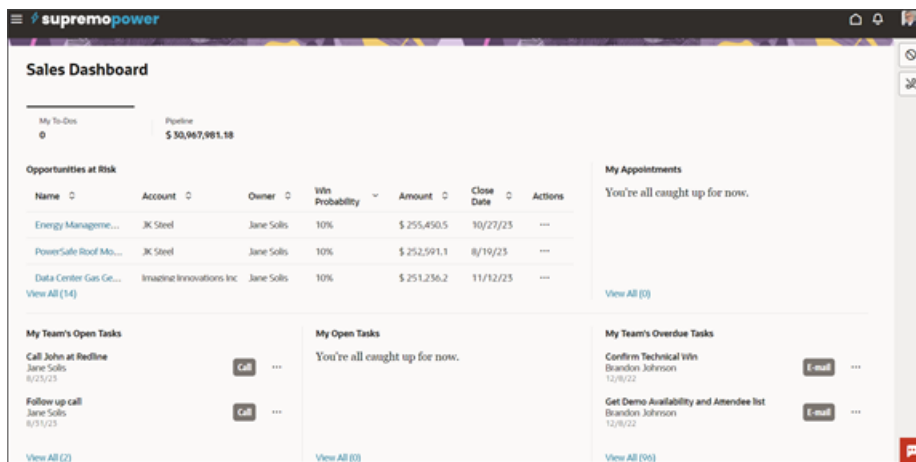 supremopower
Sales Dashboard
My To-Dos
0
Pipeline
$ 30,967,981.18
Opportunities at Risk
Name Account Owner Win Probability Amount Close Date Actions
Energy Manageme... JK Steel Jane Solis 10% $ 255,450.5 10/27/23 ...
PowerSafe Roof Mo... JK Steel Jane Solis 10% $ 252,591.1 8/19/23 ...
Data Center Gas Ge... Imaging Innovations Inc Jane Solis 10% $ 251,236.2 11/12/23 ...
View All (14)
My Appointments
You're all caught up for now.
View All (0)
My Team's Open Tasks
Call John at Redline
Jane Solis
8/23/23
Call ...
Follow up call
Jane Solis
8/31/23
Call ...
View All (2)
My Open Tasks
You're all caught up for now.
View All (0)
My Team's Overdue Tasks
Confirm Technical Win
Brandon Johnson
12/8/22
E-mail ...
Get Demo Availability and Attendee list
Brandon Johnson
12/8/22
E-mail ...
View All (96)